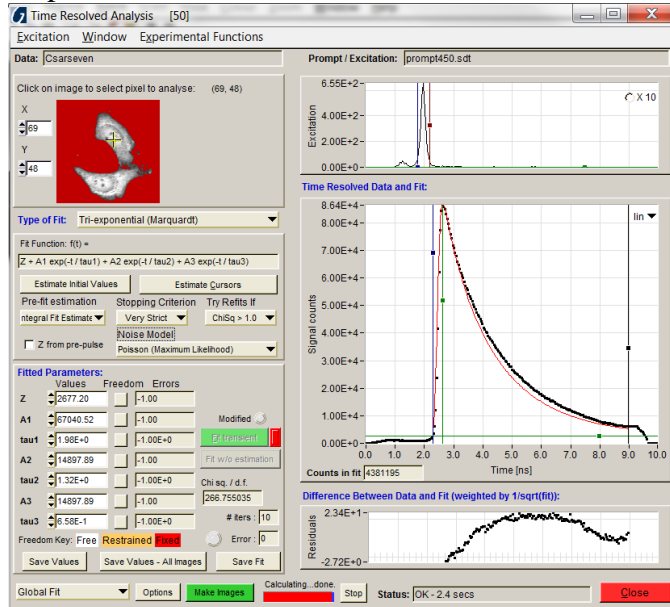 Time Resolved Analysis [50]
Excitation Window Experimental Functions
Data: Csarseven
Prompt / Excitation: prompt450.sdt
Click on image to select pixel to analyse: (69, 48)
X
69
Y
48
6.55E+2
4.00E+2
2.00E+2
0.00E+0
Excitation
X 10
Type of Fit: Tri-exponential (Marquardt)
Fit Function: f(t) =
Z + A1 exp(-t / tau1) + A2 exp(-t / tau2) + A3 exp(-t / tau3)
Estimate Initial Values Estimate Cursors
Pre-fit estimation Stopping Criterion Try Refits If
ntegral Fit Estimate Very Strict ChiSq > 1.0
Noise Model
Z from pre-pulse Poisson (Maximum Likelihood)
Time Resolved Data and Fit:
8.64E+4
8.00E+4
7.00E+4
6.00E+4
5.00E+4
4.00E+4
3.00E+4
2.00E+4
1.00E+4
0.00E+0
Signal counts
lin
0.0 1.0 2.0 3.0 4.0 5.0 6.0 7.0 8.0 9.0 10.0
Counts in fit 4381195 Time [ns]
Fitted Parameters:
Values Freedom Errors
Z 2677.20 -1.00
A1 67040.52 -1.00 Modified
tau1 1.98E+0 -1.00E+0 Fit transient
A2 14897.89 -1.00 Fit w/o estimation
tau2 1.32E+0 -1.00E+0 Chi sq. / d.f.
A3 14897.89 -1.00 266.755035
tau3 6.58E-1 -1.00E+0 # iters : 10
Freedom Key: Free Restrained Fixed Error : 0
Save Values Save Values - All Images Save Fit
Difference Between Data and Fit (weighted by 1/sqrt(fit)):
2.34E+1
-2.72E+0
Residuals
Global Fit Options Make Images Calculating...done. Stop Status: OK - 2.4 secs Close